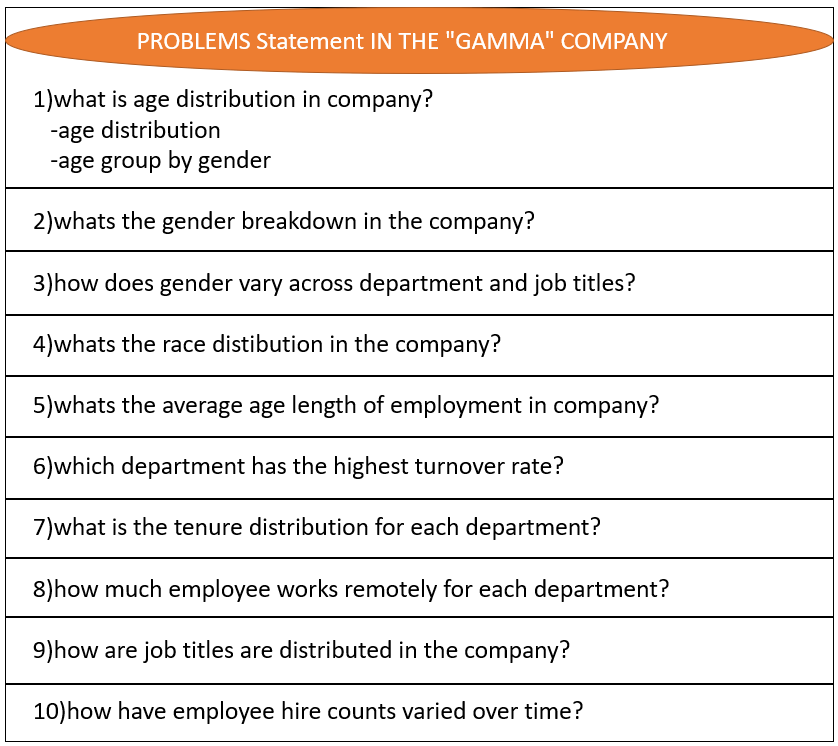 PROBLEMS Statement IN THE "GAMMA" COMPANY
1)what is age distribution in company?
-age distribution
-age group by gender
2)whats the gender breakdown in the company?
3)how does gender vary across department and job titles?
4)whats the race distibution in the company?
5)whats the average age length of employment in company?
6)which department has the highest turnover rate?
7)what is the tenure distribution for each department?
8)how much employee works remotely for each department?
9)how are job titles are distributed in the company?
10)how have employee hire counts varied over time?